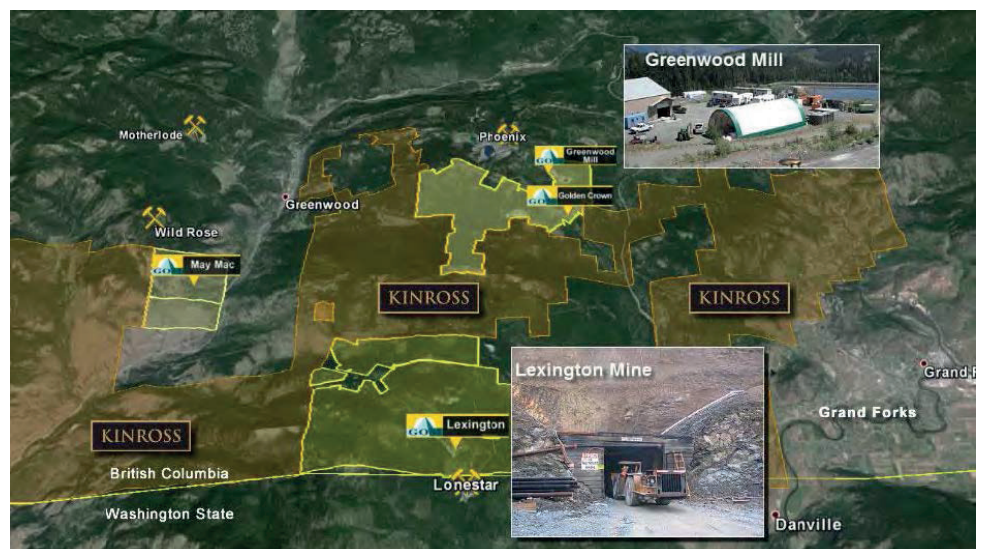 Greenwood Mill
Motherlode
Phoenix
Greenwood
Mill
Golden Crown
Greenwood
Wild Rose
May Mac
KINROSS
KINROSS
Lexington Mine
Grand
Grand Forks
Lexington
KINROSS
British Columbia
Lonestar
Washington State
Danville